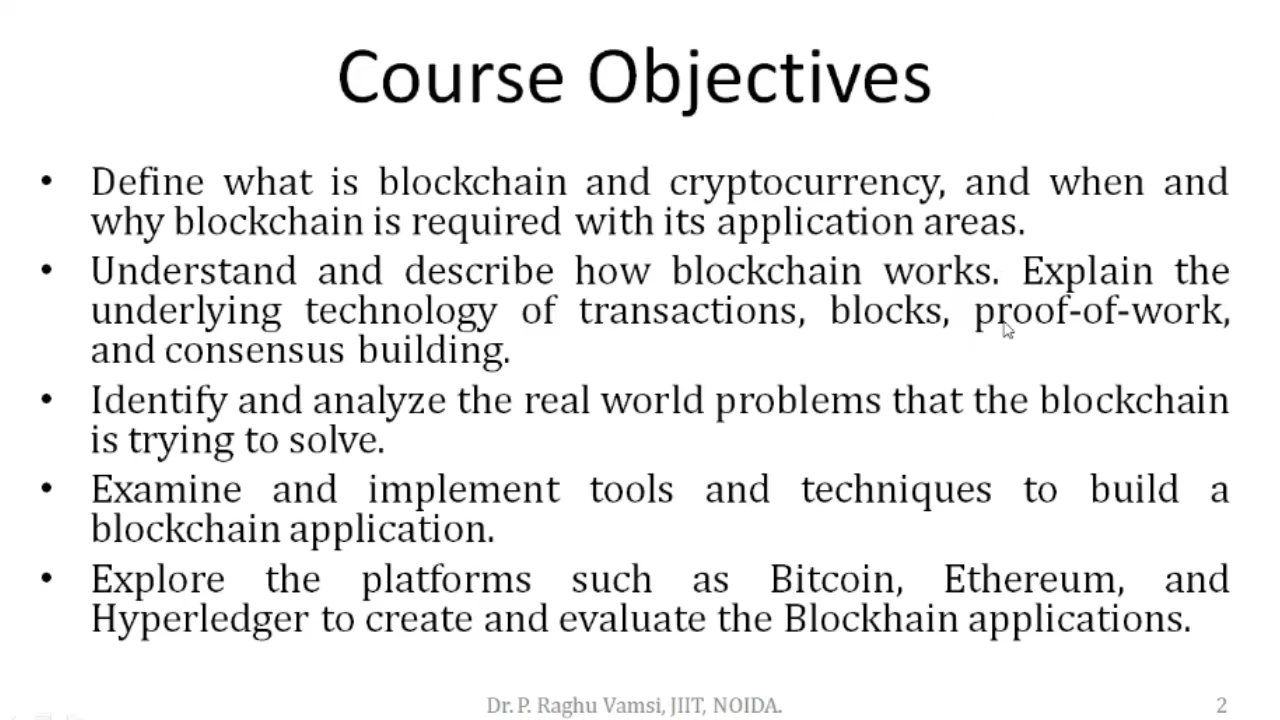 Course Objectives
• Define what is blockchain and cryptocurrency, and when and
why blockchain is required with its application areas.
• Understand and describe how blockchain works. Explain the
underlying technology of transactions, blocks, proof-of-work,
and consensus building.
• Identify and analyze the real world problems that the blockchain
is trying to solve.
• Examine and implement tools and techniques to build a
blockchain application.
• Explore the platforms such as Bitcoin, Ethereum, and
Hyperledger to create and evaluate the Blockhain applications.
Dr. P. Raghu Vamsi, JIIT, NOIDA.
2